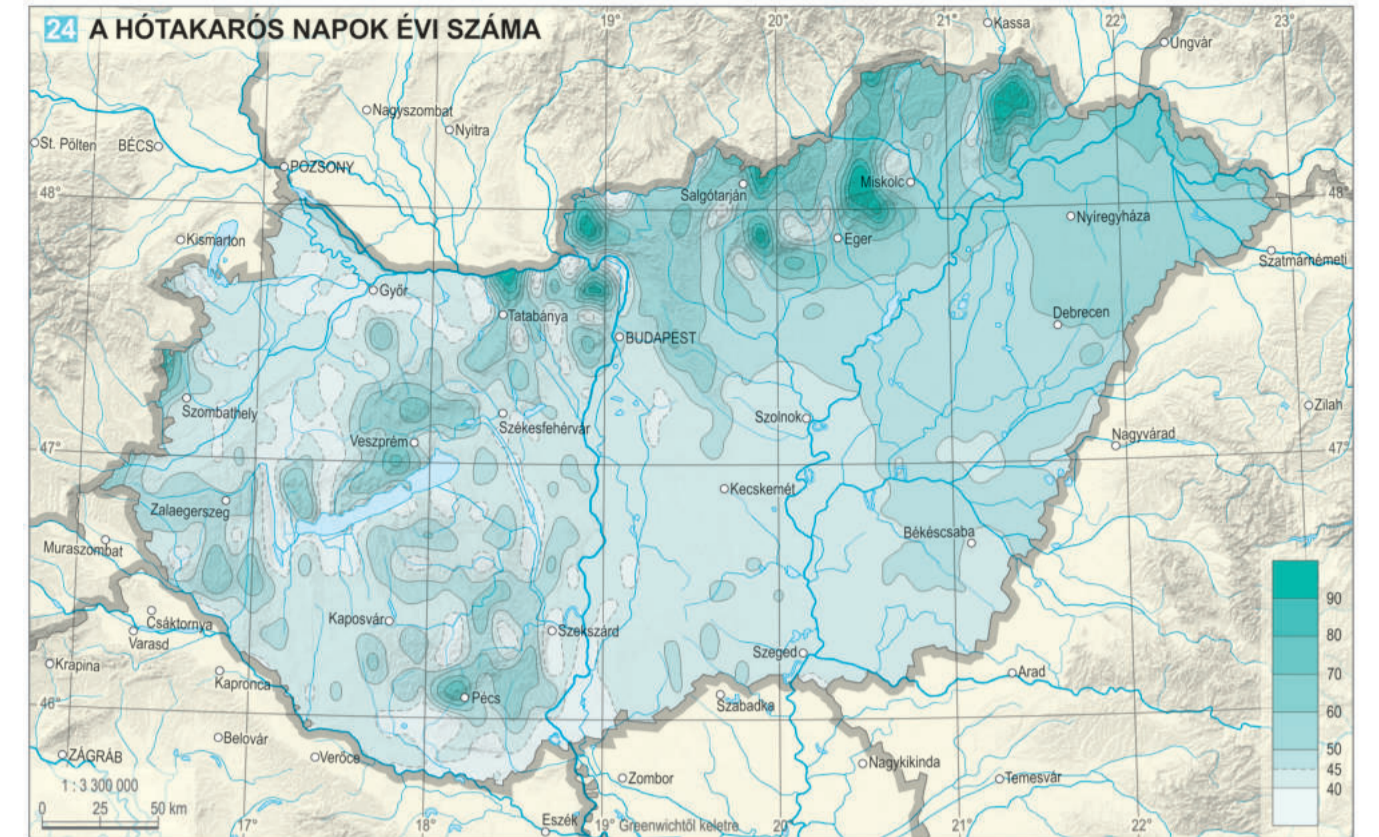 24 A HÓTAKARÓS NAPOK ÉVI SZÁMA
19°
20°
21°
Kassa
22°
23°
Ungvár
Nagyszombat
Nyitra
St. Pölten
BÉCS
POZSONY
Salgótarján
Miskolc
48°
48°
Nyíregyháza
Kismarton
Eger
Szatmárnémeti
Győr
Tatabánya
Debrecen
BUDAPEST
Szombathely
Székesfehérvár
Szolnok
Zilah
Veszprém
Nagyvárad
47°
47°
Kecskemét
Zalaegerszeg
Békéscsaba
Muraszombat
Csáktornya
Varasd
Kaposvár
Szekszárd
Szeged
Krapina
Kapronca
Arad
Pécs
Szabadka
46°
Belovár
ZÁGRÁB
Verőce
Nagykikinda
Zombor
Temesvár
1 : 3 300 000
0 25 50 km
Eszék
17°
18°
19° Greenwichtől keletre
20°
21°
22°
90
80
70
60
50
45
40